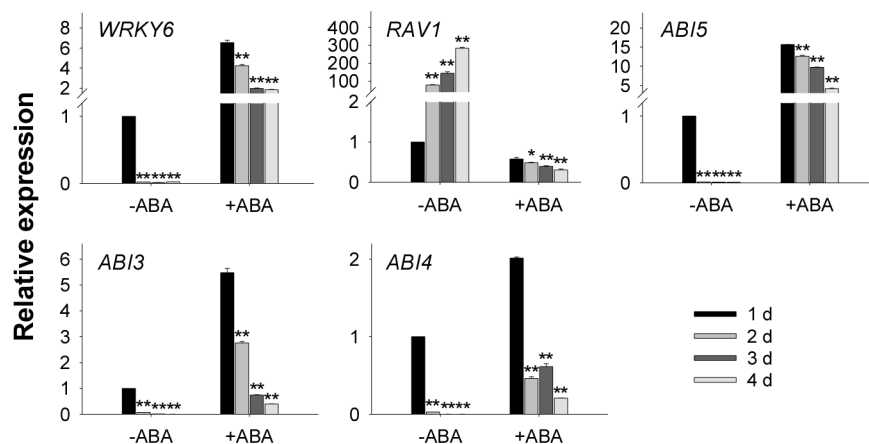 Relative expression
WRKY6
8
6
4
2
1
0
** ** **
** ** **
-ABA +ABA
RAV1
400
300
200
100
2
1
0
** ** **
* ** **
-ABA +ABA
ABI5
20
15
10
5
1
0
** ** **
** ** **
-ABA +ABA
ABI3
6
5
4
3
2
1
0
** ** **
** ** **
-ABA +ABA
ABI4
2
1
0
** ** **
** ** **
-ABA +ABA
1 d
2 d
3 d
4 d